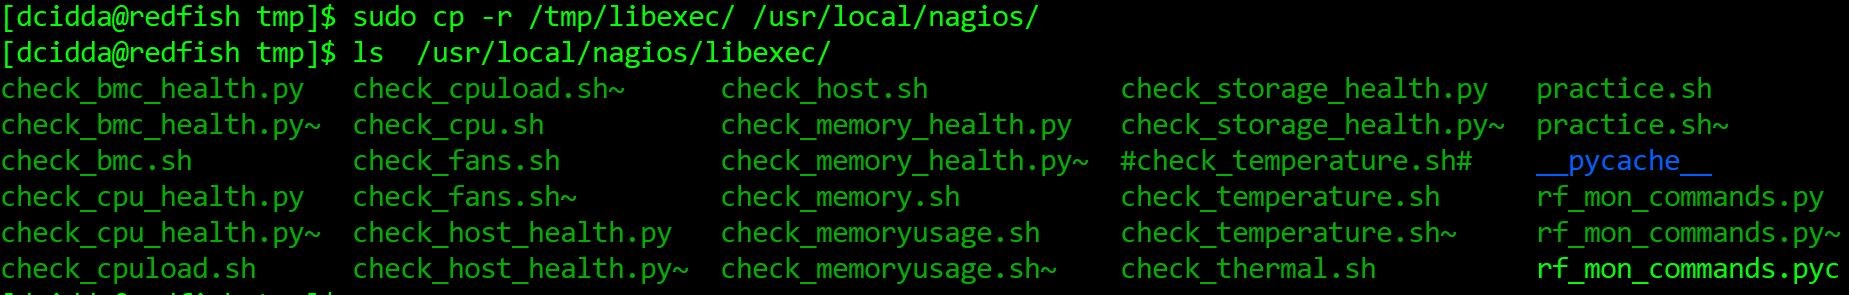 [dcidda@redfish tmp]$ sudo cp -r /tmp/libexec/ /usr/local/nagios/
[dcidda@redfish tmp]$ ls  /usr/local/nagios/libexec/
check_bmc_health.py   check_cpuload.sh~      check_host.sh            check_storage_health.py   practice.sh
check_bmc_health.py~  check_cpu.sh           check_memory_health.py   check_storage_health.py~  practice.sh~
check_bmc.sh          check_fans.sh          check_memory_health.py~  #check_temperature.sh#    __pycache__
check_cpu_health.py   check_fans.sh~         check_memory.sh          check_temperature.sh      rf_mon_commands.py
check_cpu_health.py~  check_host_health.py   check_memoryusage.sh     check_temperature.sh~     rf_mon_commands.py~
check_cpuload.sh      check_host_health.py~  check_memoryusage.sh~    check_thermal.sh          rf_mon_commands.pyc